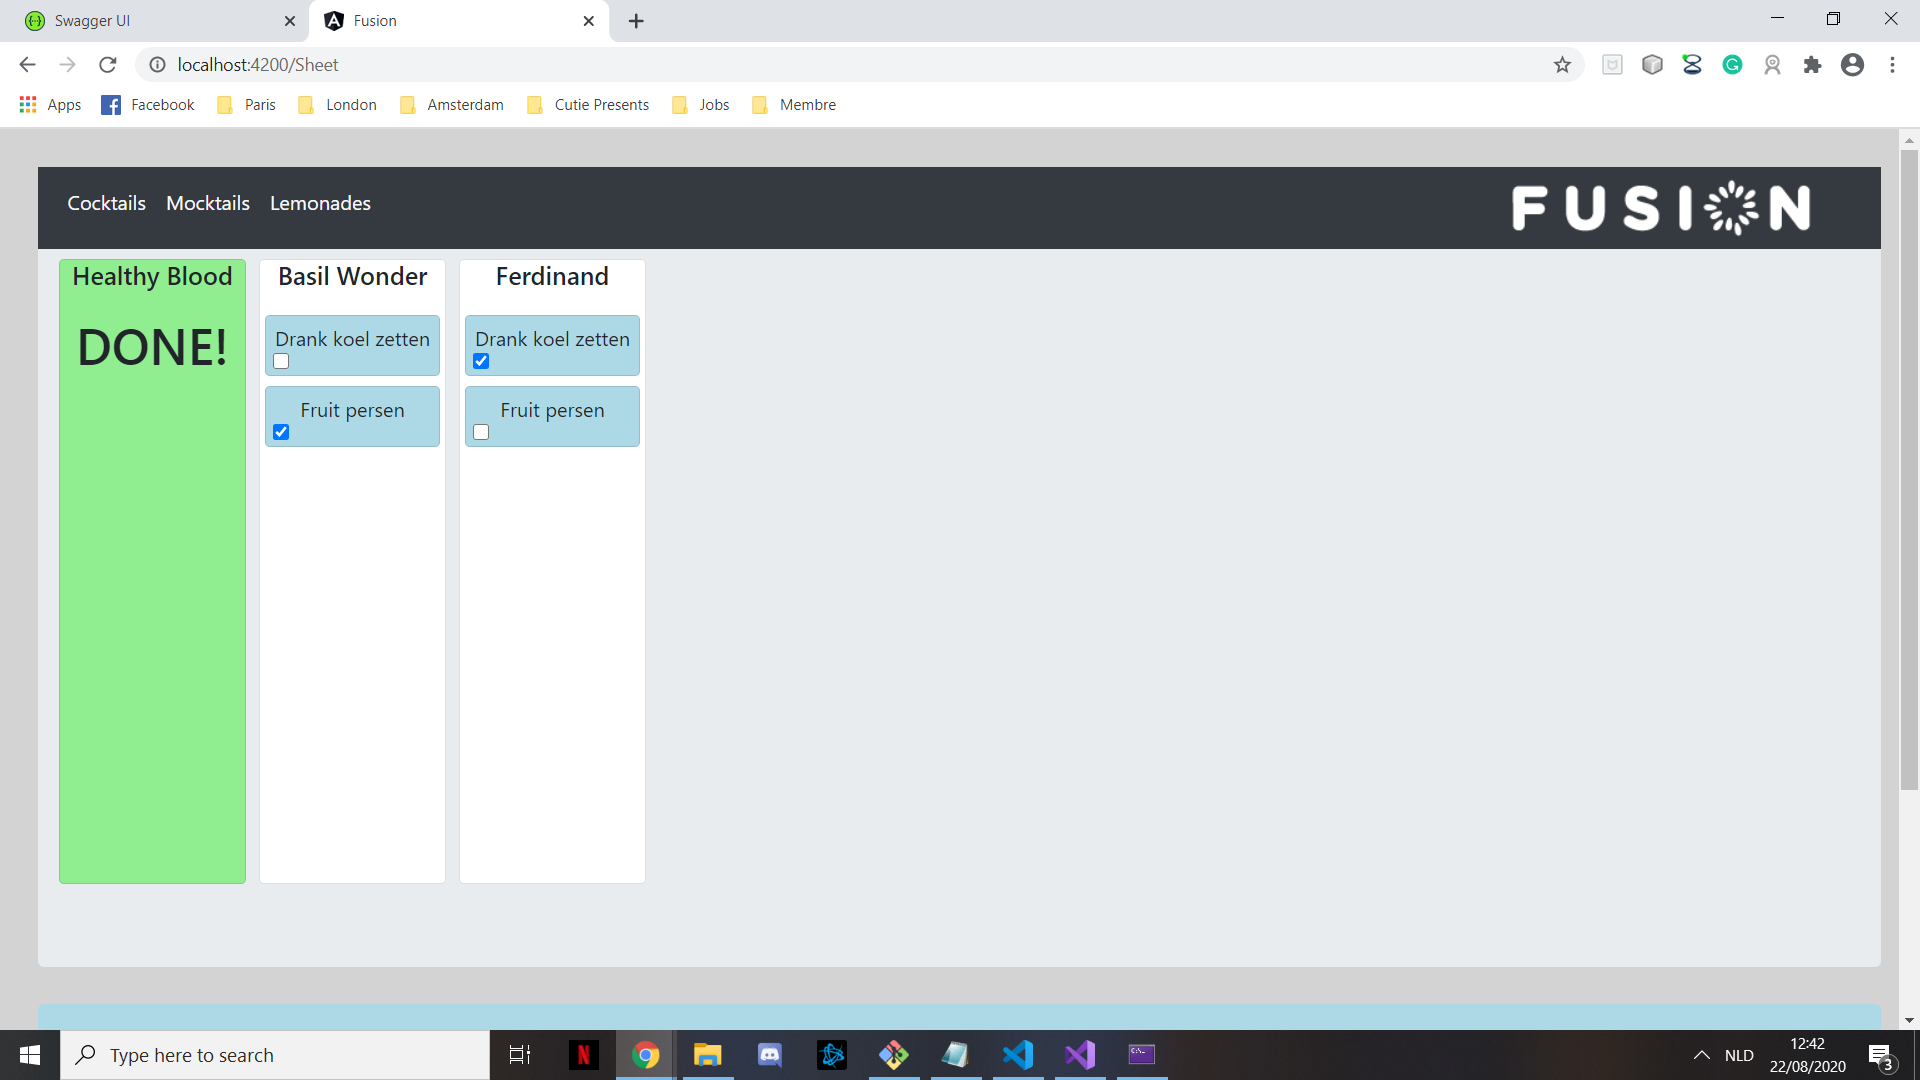 Swagger UI
Fusion
localhost:4200/Sheet
Apps
Facebook
Paris
London
Amsterdam
Cutie Presents
Jobs
Membre
Cocktails
Mocktails
Lemonades
FUSION
Healthy Blood
DONE!
Basil Wonder
Drank koel zetten
Fruit persen
Ferdinand
Drank koel zetten
Fruit persen
Type here to search
NLD
12:42
22/08/2020
3